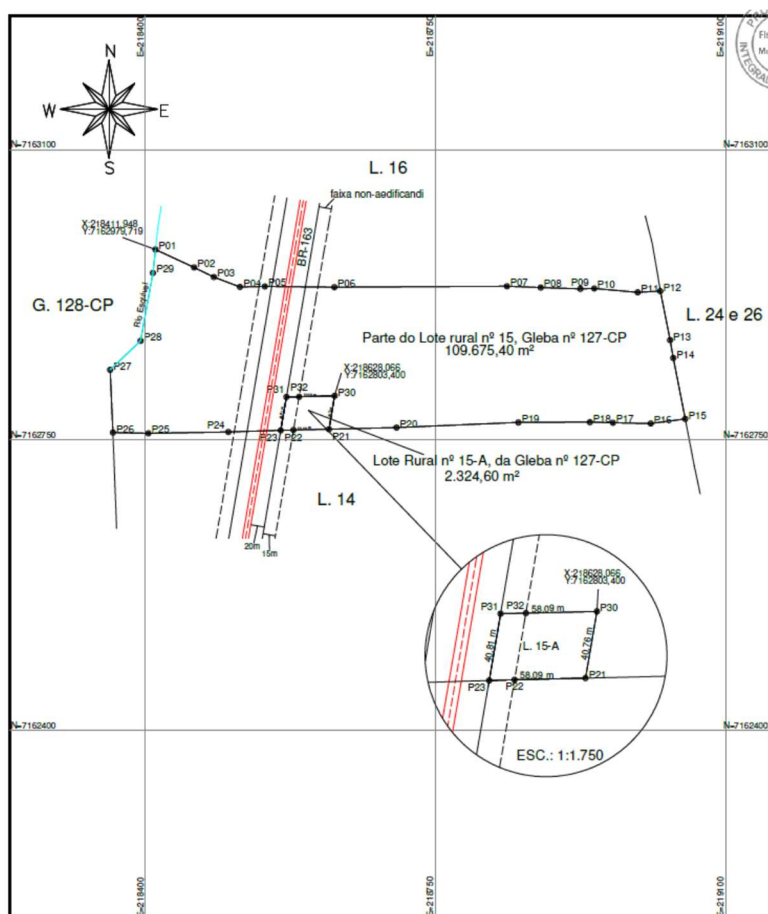 E=218400
E=218750
E=219100
N
W
E
S
N=7163100
N=7163100
L. 16
faixa non-aedificandi
X:218411,948
Y:7162979,719
P01
P02
P03
P29
BR-163
P04
P05
P06
P07
P08
P09
P10
P11
P12
G. 128-CP
L. 24 e 26
P28
P13
P14
Parte do Lote rural nº 15, Gleba nº 127-CP
109.675,40 m²
X:218628,066
Y:7162803,400
P27
P31
P32
P30
P26
P25
P24
P23
P22
P21
P20
P19
P18
P17
P16
P15
N=7162750
N=7162750
Lote Rural nº 15-A, da Gleba nº 127-CP
2.324,60 m²
L. 14
20m
15m
X:218628,066
Y:7162803,400
P31
P32
58.09 m
P30
40.81 m
L. 15-A
40.76 m
P23
P22
58.09 m
P21
ESC.: 1:1.750
N=7162400
N=7162400
E=218400
E=218750
E=219100
INTEGRAL